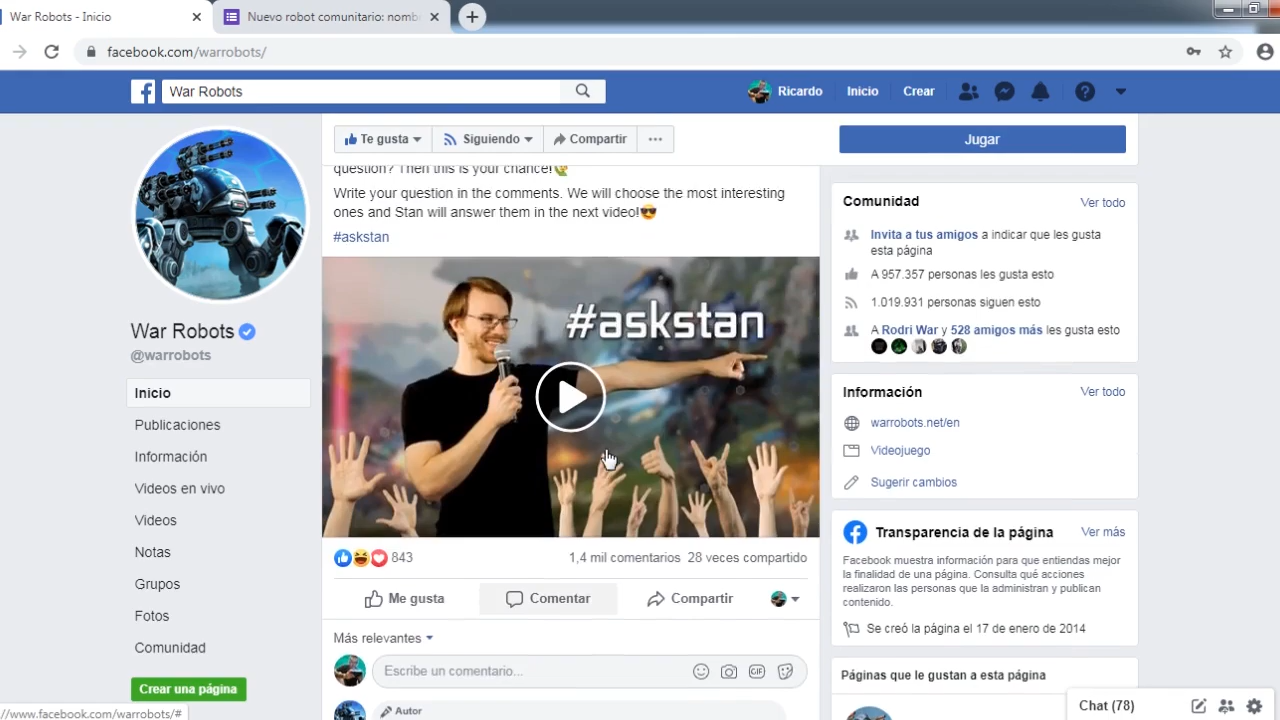 War Robots - Inicio
Nuevo robot comunitario: nomb
facebook.com/warrobots/
War Robots
Ricardo
Inicio
Crear
Te gusta
Siguiendo
Compartir
Jugar
question? Then this is your chance!
Write your question in the comments. We will choose the most interesting
ones and Stan will answer them in the next video!
#askstan
#askstan
843
1,4 mil comentarios 28 veces compartido
Me gusta
Comentar
Compartir
Más relevantes
Escribe un comentario...
GIF
Autor
War Robots
@warrobots
Inicio
Publicaciones
Información
Videos en vivo
Videos
Notas
Grupos
Fotos
Comunidad
Crear una página
//www.facebook.com/warrobots/#
Comunidad
Ver todo
Invita a tus amigos a indicar que les gusta
esta página
A 957.357 personas les gusta esto
1.019.931 personas siguen esto
A Rodri War y 528 amigos más les gusta esto
Información
Ver todo
warrobots.net/en
Videojuego
Sugerir cambios
Transparencia de la página
Ver más
Facebook muestra información para que entiendas mejor
la finalidad de una página. Consulta qué acciones
realizaron las personas que la administran y publican
contenido.
Se creó la página el 17 de enero de 2014
Páginas que le gustan a esta página
Chat (78)